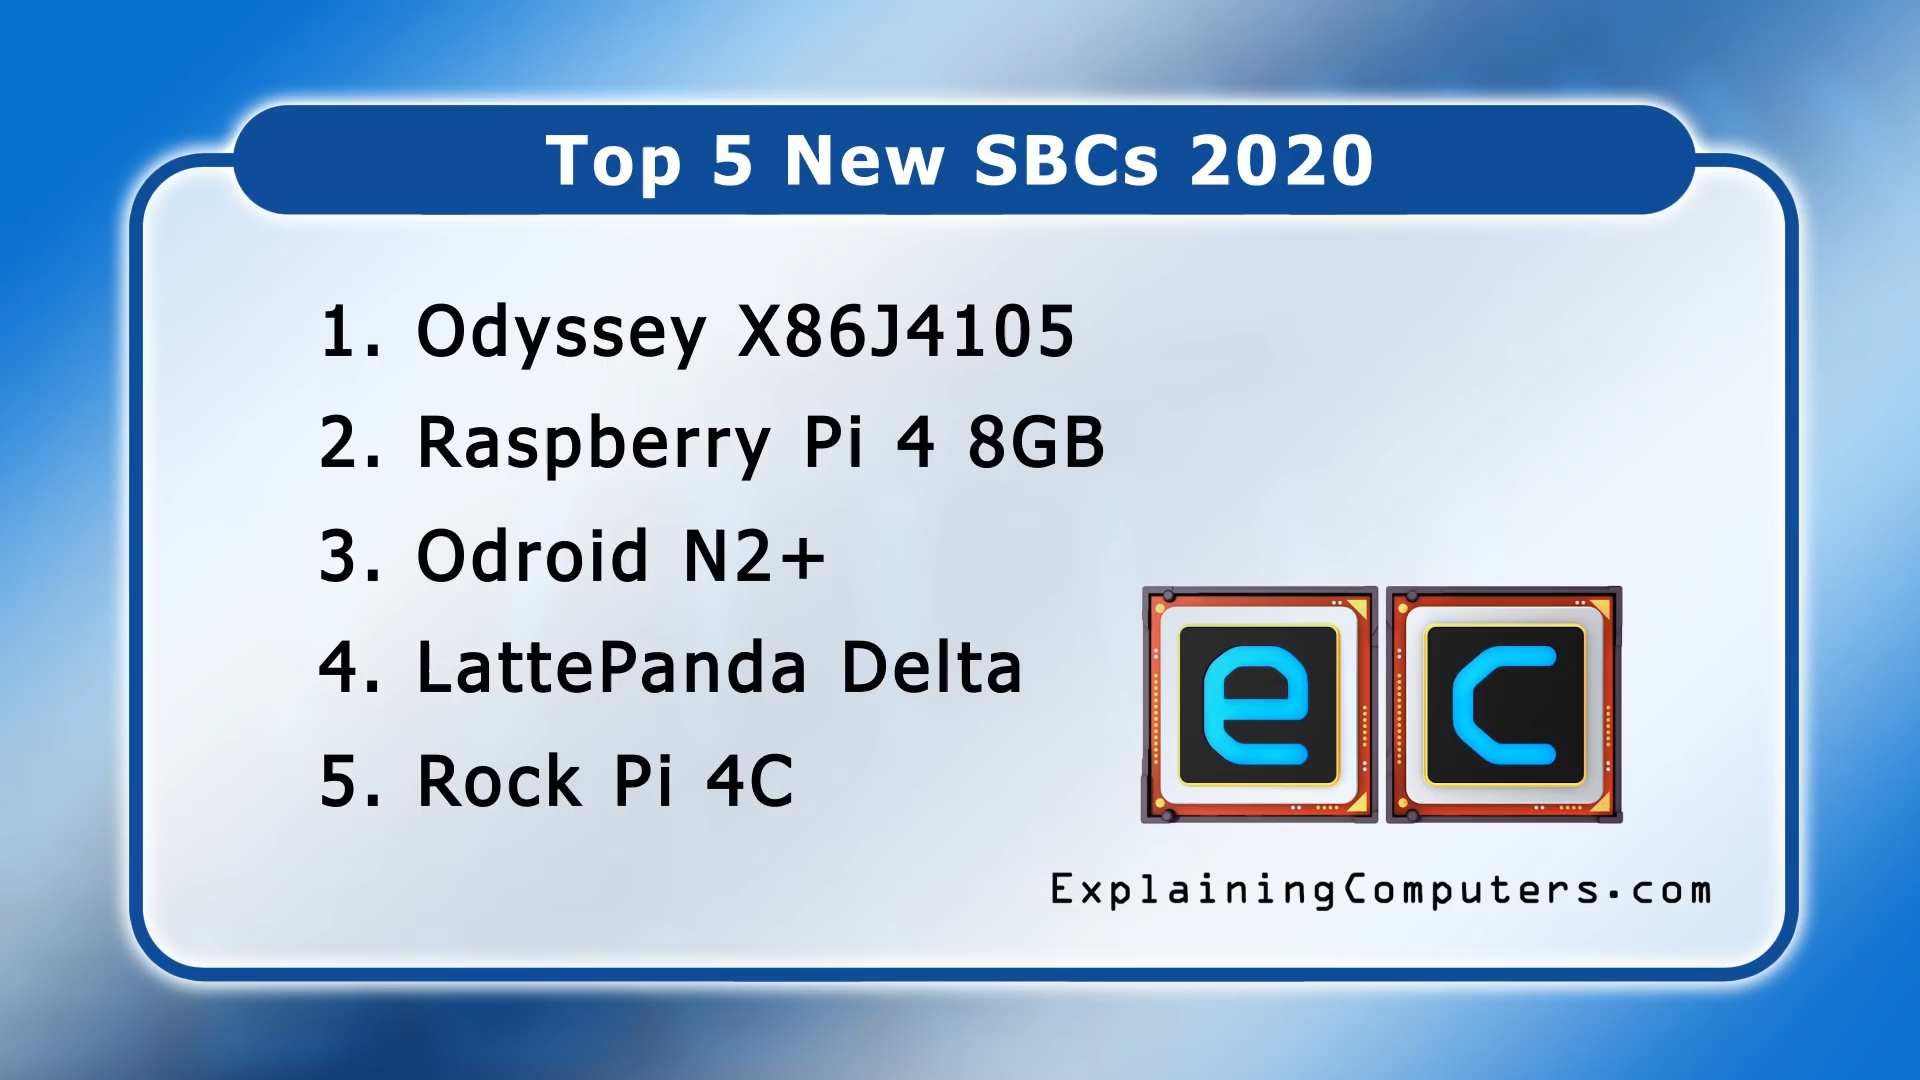 Top 5 New SBCs 2020
1. Odyssey X86J4105
2. Raspberry Pi 4 8GB
3. Odroid N2+
4. LattePanda Delta
5. Rock Pi 4C
e c
ExplainingComputers.com